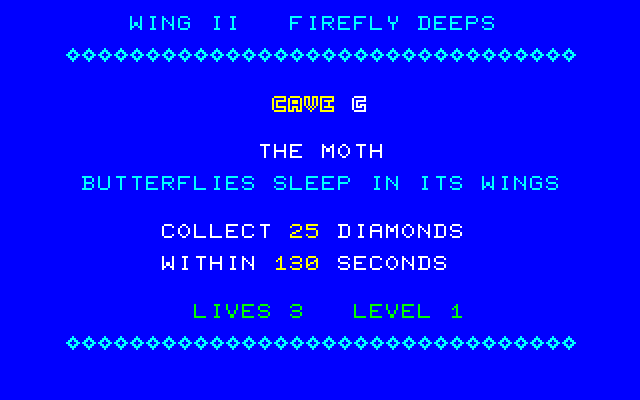 WING II FIREFLY DEEPS
CAVE G
THE MOTH
BUTTERFLIES SLEEP IN ITS WINGS
COLLECT 25 DIAMONDS
WITHIN 130 SECONDS
LIVES 3 LEVEL 1